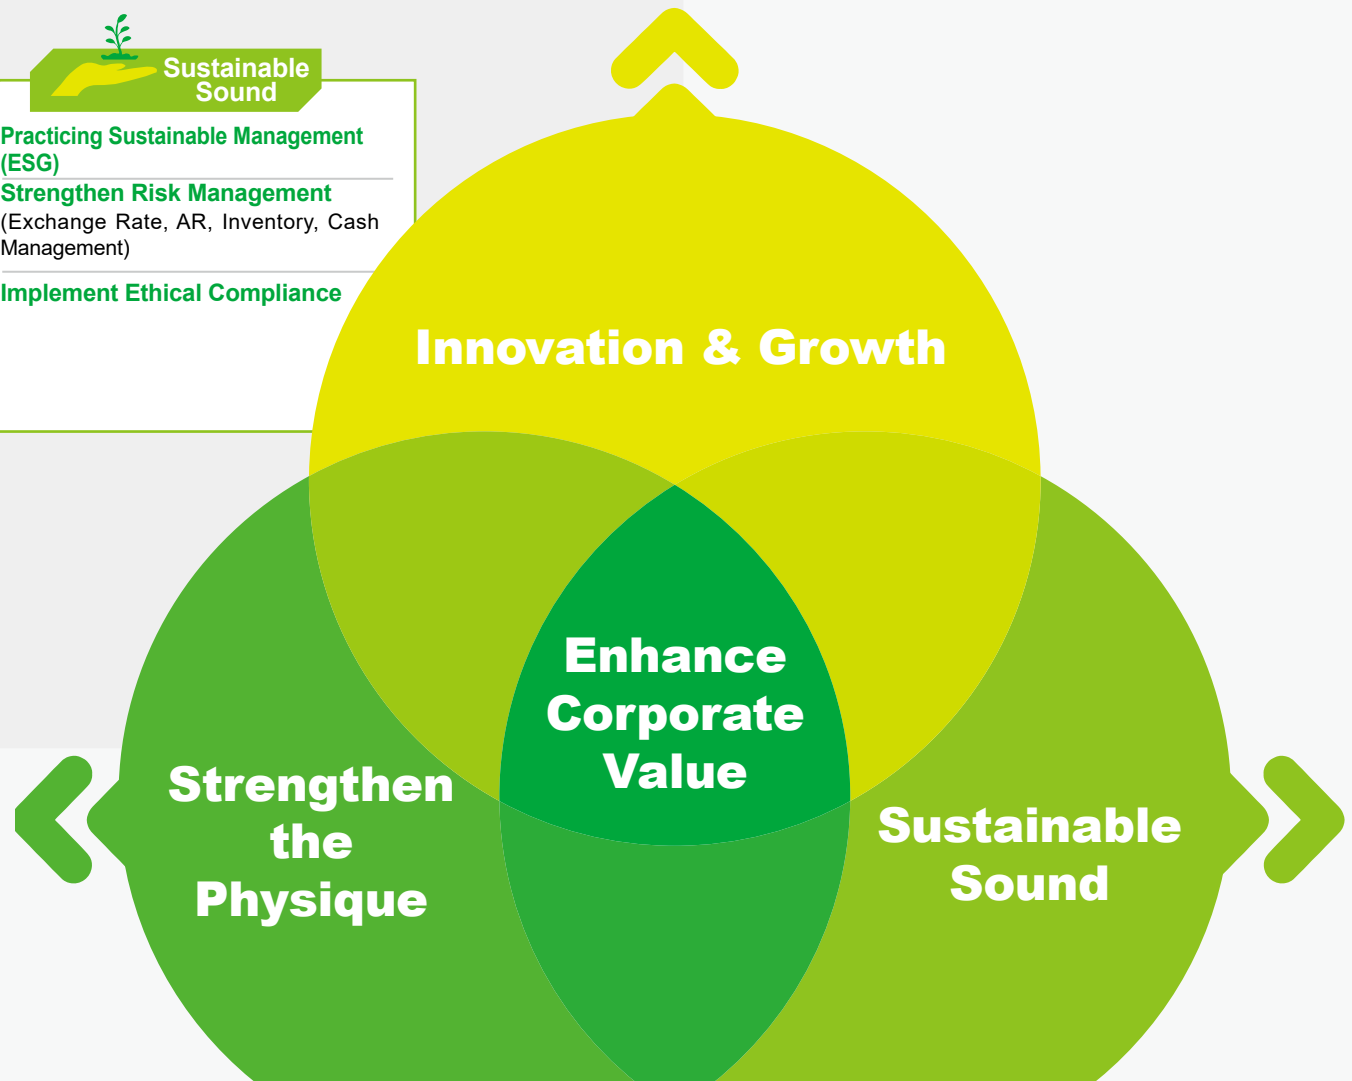 Sustainable
Sound
Practicing Sustainable Management
(ESG)
Strengthen Risk Management
(Exchange Rate, AR, Inventory, Cash
Management)
Implement Ethical Compliance
Innovation & Growth
Enhance
Corporate
Value
Strengthen
the
Physique
Sustainable
Sound